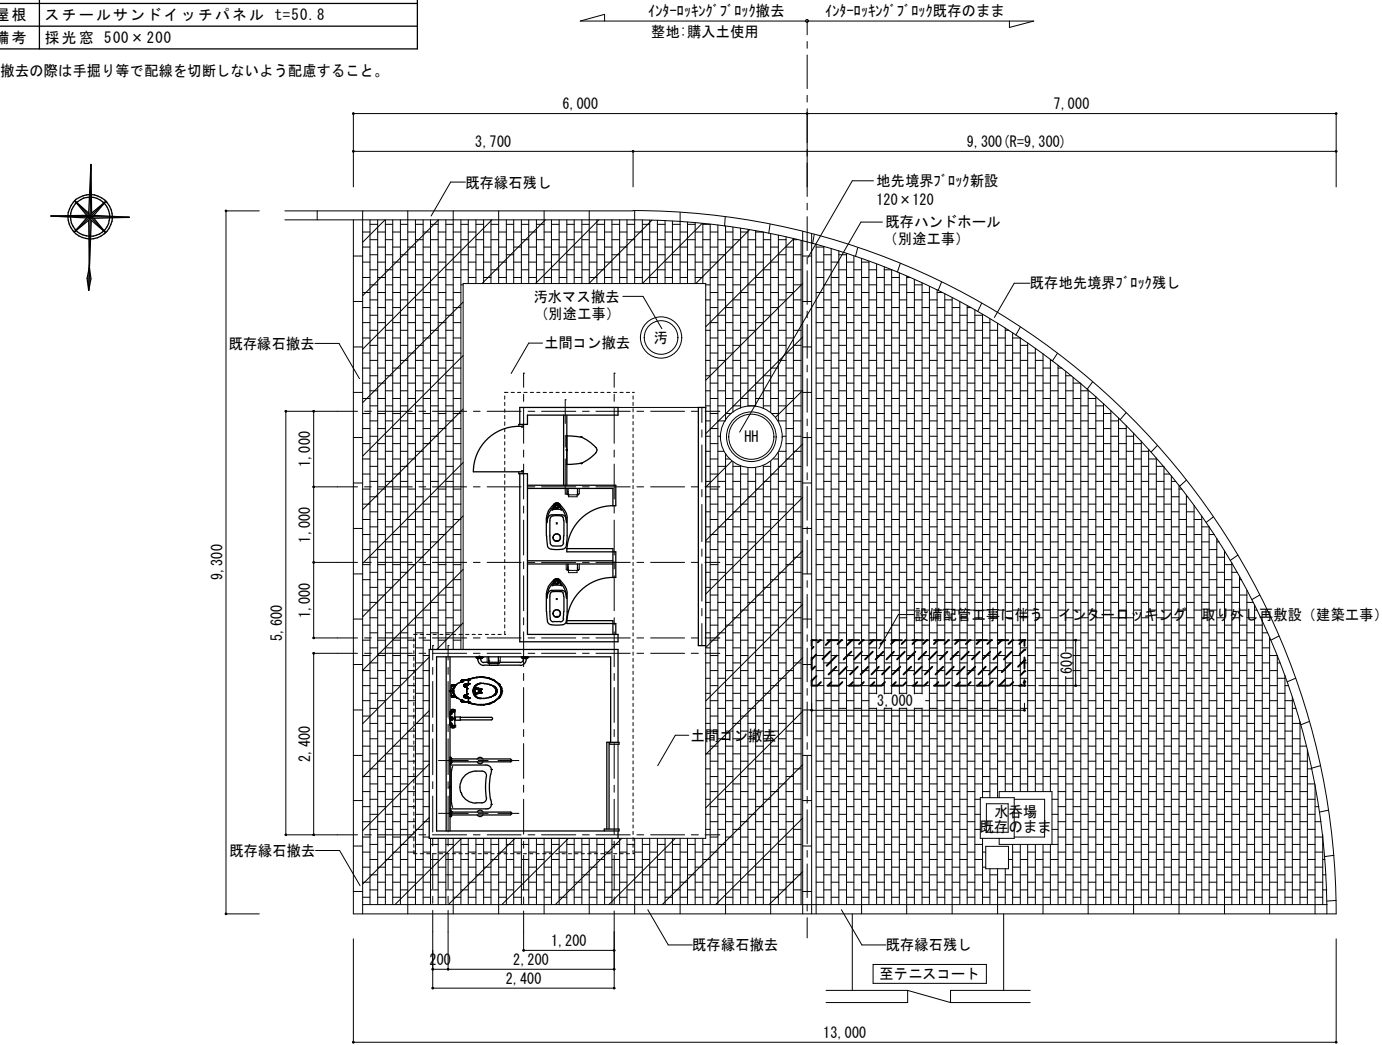 屋根 スチールサンドイッチパネル t=50.8
備考 採光窓 500×200
撤去の際は手掘り等で配線を切断しないよう配慮すること。
ｲﾝﾀｰﾛｯｷﾝｸﾞﾌﾞﾛｯｸ撤去
整地:購入土使用
ｲﾝﾀｰﾛｯｷﾝｸﾞﾌﾞﾛｯｸ既存のまま
6,000
7,000
3,700
9,300(R=9,300)
既存縁石残し
地先境界ﾌﾞﾛｯｸ新設
120×120
既存ハンドホール
（別途工事）
既存地先境界ﾌﾞﾛｯｸ残し
汚水マス撤去
（別途工事）
汚
土間コン撤去
既存縁石撤去
HH
1,000
1,000
1,000
9,300
5,600
2,400
設備配管工事に伴う インターロッキング 取り外し再敷設（建築工事）
600
3,000
土間コン撤去
水呑場
既存のまま
既存縁石撤去
1,200
200
2,200
2,400
既存縁石撤去
既存縁石残し
至テニスコート
13,000